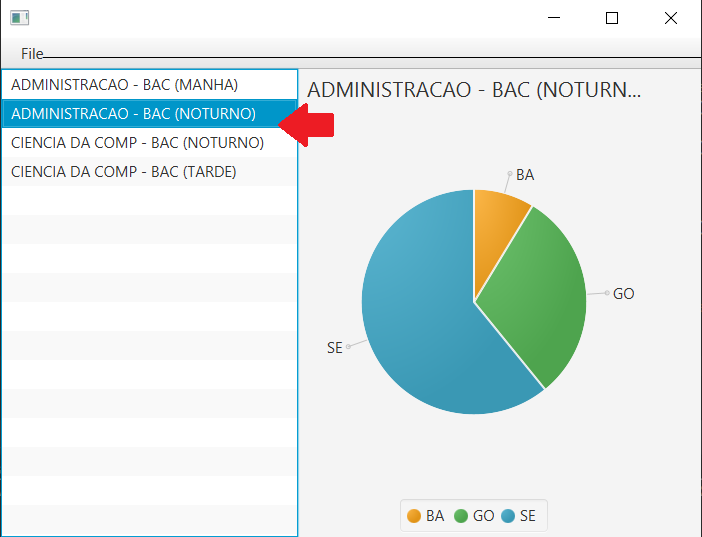 File
ADMINISTRACAO - BAC (MANHA)
ADMINISTRACAO - BAC (NOTURNO)
CIENCIA DA COMP - BAC (NOTURNO)
CIENCIA DA COMP - BAC (TARDE)
ADMINISTRACAO - BAC (NOTURN...
BA
GO
SE
BA GO SE